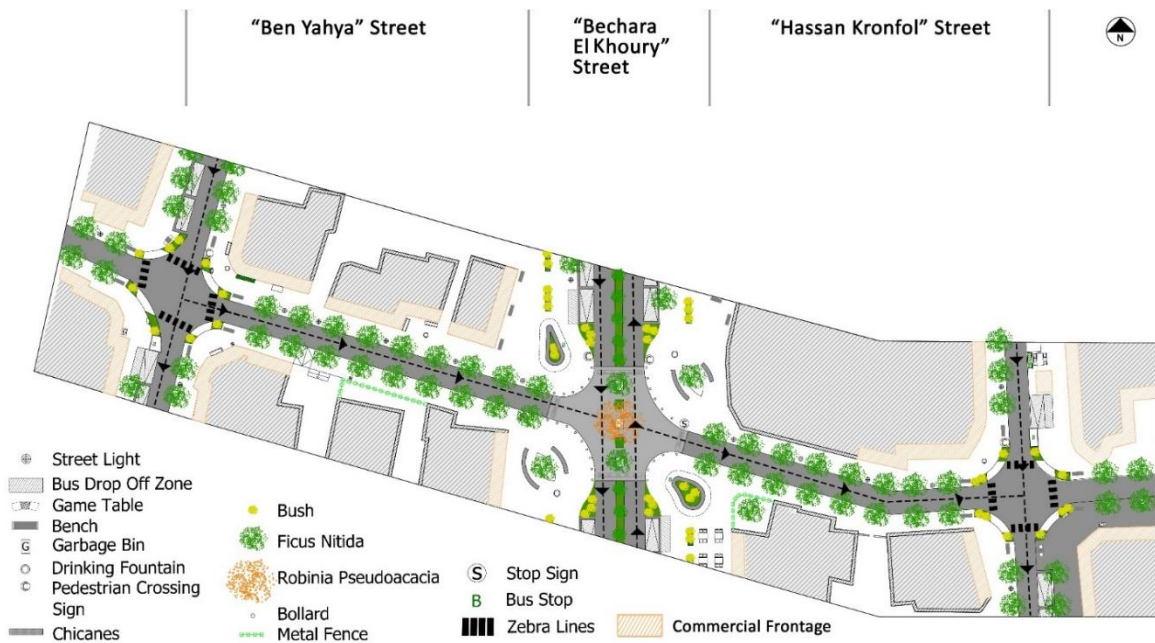 “Ben Yahya” Street
“Bechara
El Khoury”
Street
“Hassan Kronfol” Street
N
Street Light
Bus Drop Off Zone
Game Table
Bench
G Garbage Bin
Drinking Fountain
C Pedestrian Crossing
Sign
Chicanes
Bush
Ficus Nitida
Robinia Pseudoacacia
Bollard
Metal Fence
S Stop Sign
B Bus Stop
Zebra Lines
Commercial Frontage
S
G